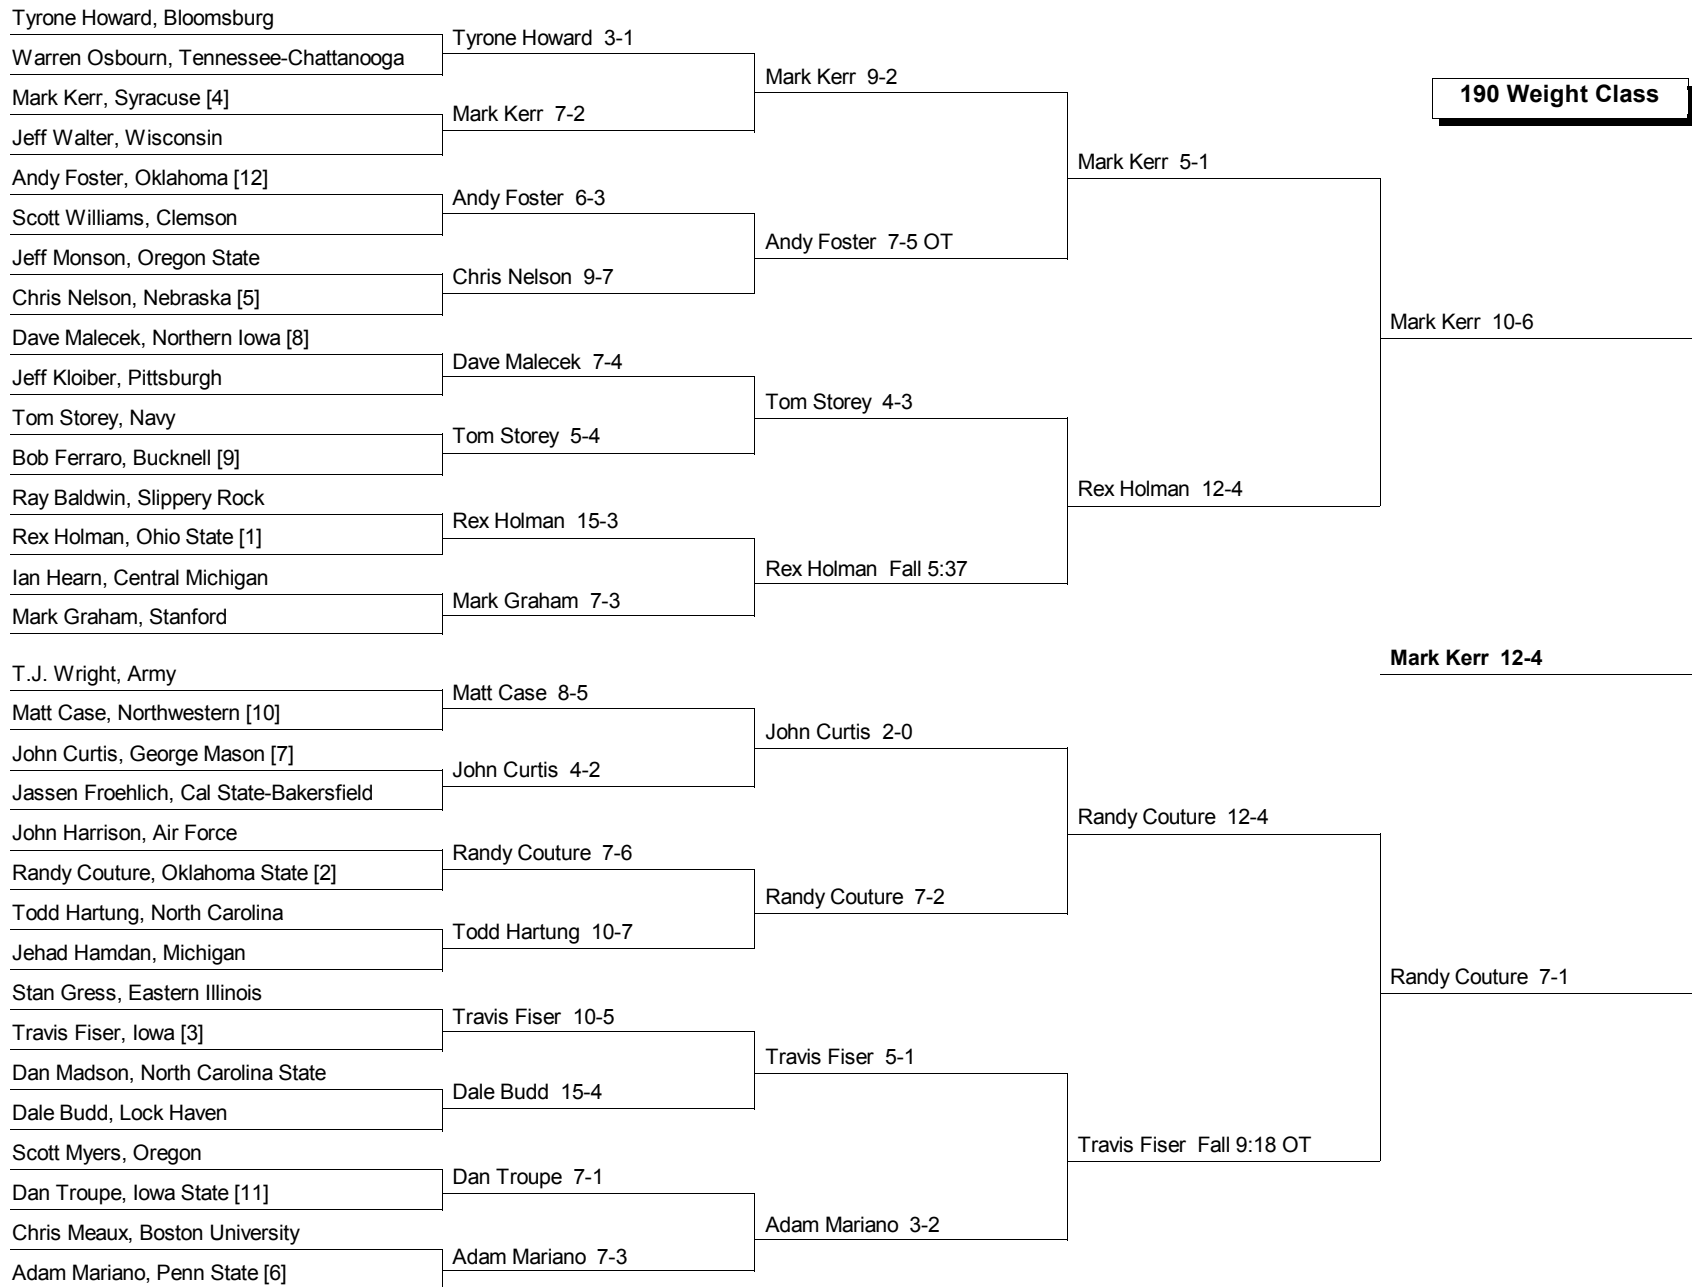 Tyrone Howard, Bloomsburg
Warren Osbourn, Tennessee-Chattanooga
Mark Kerr, Syracuse [4]
Jeff Walter, Wisconsin
Andy Foster, Oklahoma [12]
Scott Williams, Clemson
Jeff Monson, Oregon State
Chris Nelson, Nebraska [5]
Dave Malecek, Northern Iowa [8]
Jeff Kloiber, Pittsburgh
Tom Storey, Navy
Bob Ferraro, Bucknell [9]
Ray Baldwin, Slippery Rock
Rex Holman, Ohio State [1]
Ian Hearn, Central Michigan
Mark Graham, Stanford
T.J. Wright, Army
Matt Case, Northwestern [10]
John Curtis, George Mason [7]
Jassen Froehlich, Cal State-Bakersfield
John Harrison, Air Force
Randy Couture, Oklahoma State [2]
Todd Hartung, North Carolina
Jehad Hamdan, Michigan
Stan Gress, Eastern Illinois
Travis Fiser, Iowa [3]
Dan Madson, North Carolina State
Dale Budd, Lock Haven
Scott Myers, Oregon
Dan Troupe, Iowa State [11]
Chris Meaux, Boston University
Adam Mariano, Penn State [6]
Tyrone Howard 3-1
Mark Kerr 7-2
Andy Foster 6-3
Chris Nelson 9-7
Dave Malecek 7-4
Tom Storey 5-4
Rex Holman 15-3
Mark Graham 7-3
Matt Case 8-5
John Curtis 4-2
Randy Couture 7-6
Todd Hartung 10-7
Travis Fiser 10-5
Dale Budd 15-4
Dan Troupe 7-1
Adam Mariano 7-3
Mark Kerr 9-2
Andy Foster 7-5 OT
Tom Storey 4-3
Rex Holman Fall 5:37
John Curtis 2-0
Randy Couture 7-2
Travis Fiser 5-1
Adam Mariano 3-2
Mark Kerr 5-1
Rex Holman 12-4
Randy Couture 12-4
Travis Fiser Fall 9:18 OT
190 Weight Class
Mark Kerr 10-6
Mark Kerr 12-4
Randy Couture 7-1